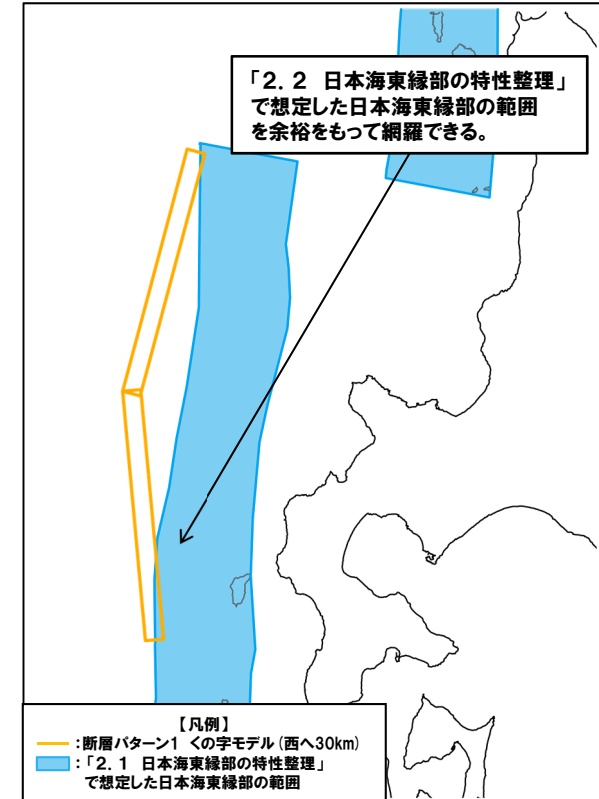 「2.2 日本海東縁部の特性整理」
で想定した日本海東縁部の範囲
を余裕をもって網羅できる。
【凡例】
:断層パターン1 くの字モデル(西へ30km)
:「2.1 日本海東縁部の特性整理」
で想定した日本海東縁部の範囲